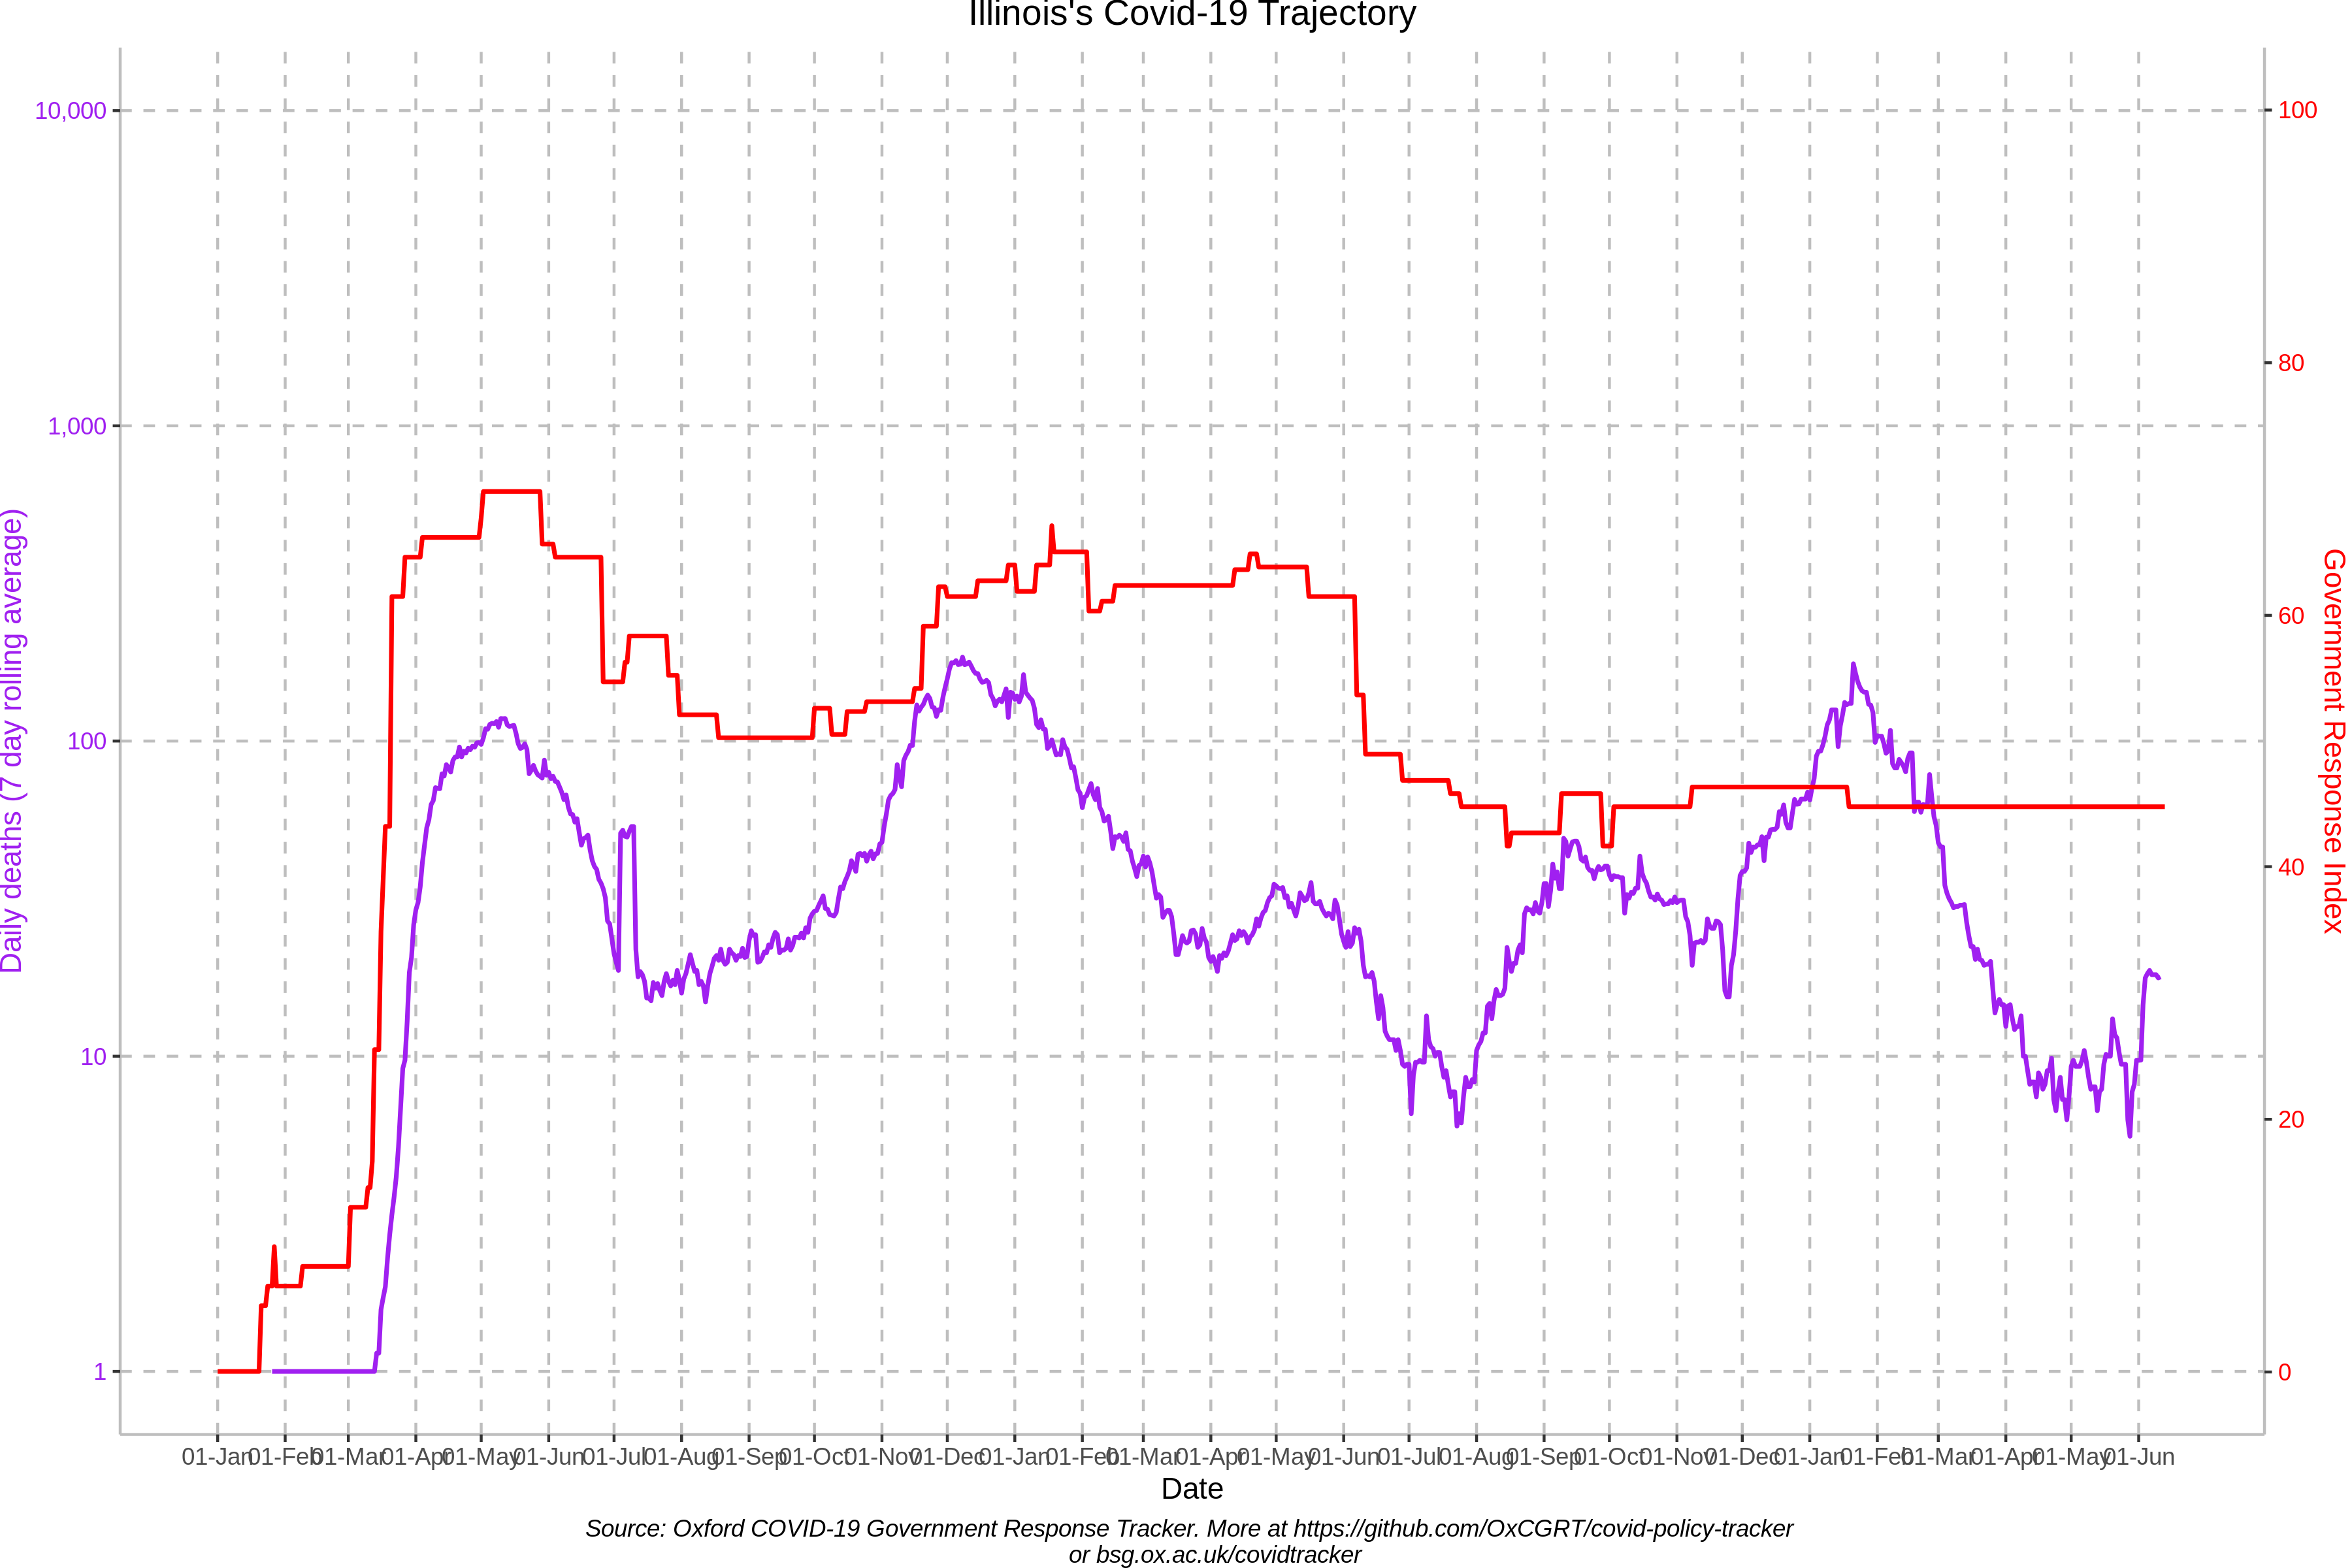 Illinois's Covid-19 Trajectory
10,000
1,000
100
10
1
Daily deaths (7 day rolling average)
100
80
60
40
20
0
Government Response Index
01-Jan 01-Feb 01-Mar 01-Apr 01-May 01-Jun 01-Jul 01-Aug 01-Sep 01-Oct 01-Nov 01-Dec 01-Jan 01-Feb 01-Mar 01-Apr 01-May 01-Jun 01-Jul 01-Aug 01-Sep 01-Oct 01-Nov 01-Dec 01-Jan 01-Feb 01-Mar 01-Apr 01-May 01-Jun
Date
Source: Oxford COVID-19 Government Response Tracker. More at https://github.com/OxCGRT/covid-policy-tracker
or bsg.ox.ac.uk/covidtracker